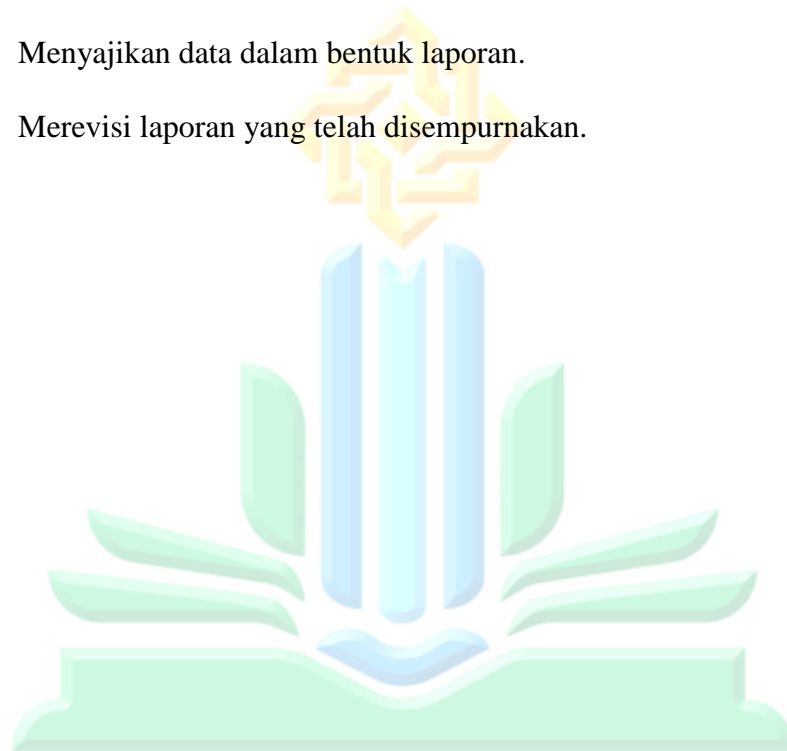 Menyajikan data dalam bentuk laporan.
Merevisi laporan yang telah disempurnakan.